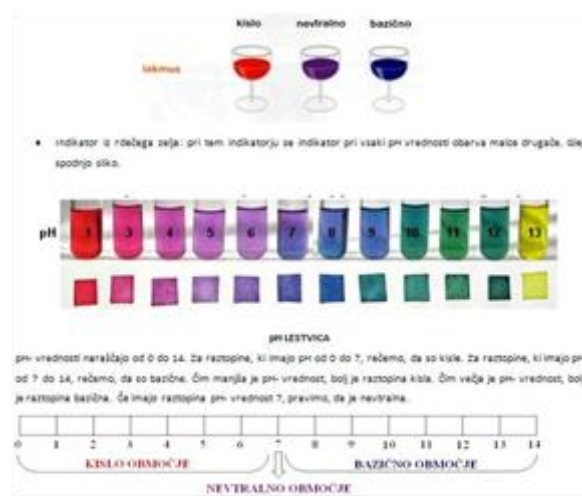 kislo nevtralno bazično
lakmus
• Indikator iz rdečega zelja: pri tem indikatorju se indikator pri vsaki pH vrednosti obarva malce drugače. Glej
spodnjo sliko.
pH 1 3 4 5 6 7 8 9 10 11 12 13
pH LESTVICA
pH- vrednosti naraščajo od 0 do 14. Za raztopine, ki imajo pH od 0 do 7, rečemo, da so kisle. Za raztopine, ki imajo pH
od 7 do 14, rečemo, da so bazične. Čim manjša je pH- vrednost, bolj je raztopina kisla. Čim večja je pH- vrednost, bolj
je raztopina bazična. Če imajo raztopina pH- vrednost 7, pravimo, da je nevtralna.
0 1 2 3 4 5 6 7 8 9 10 11 12 13 14
KISLO OBMOČJE BAZIČNO OBMOČJE
NEVTRALNO OBMOČJE